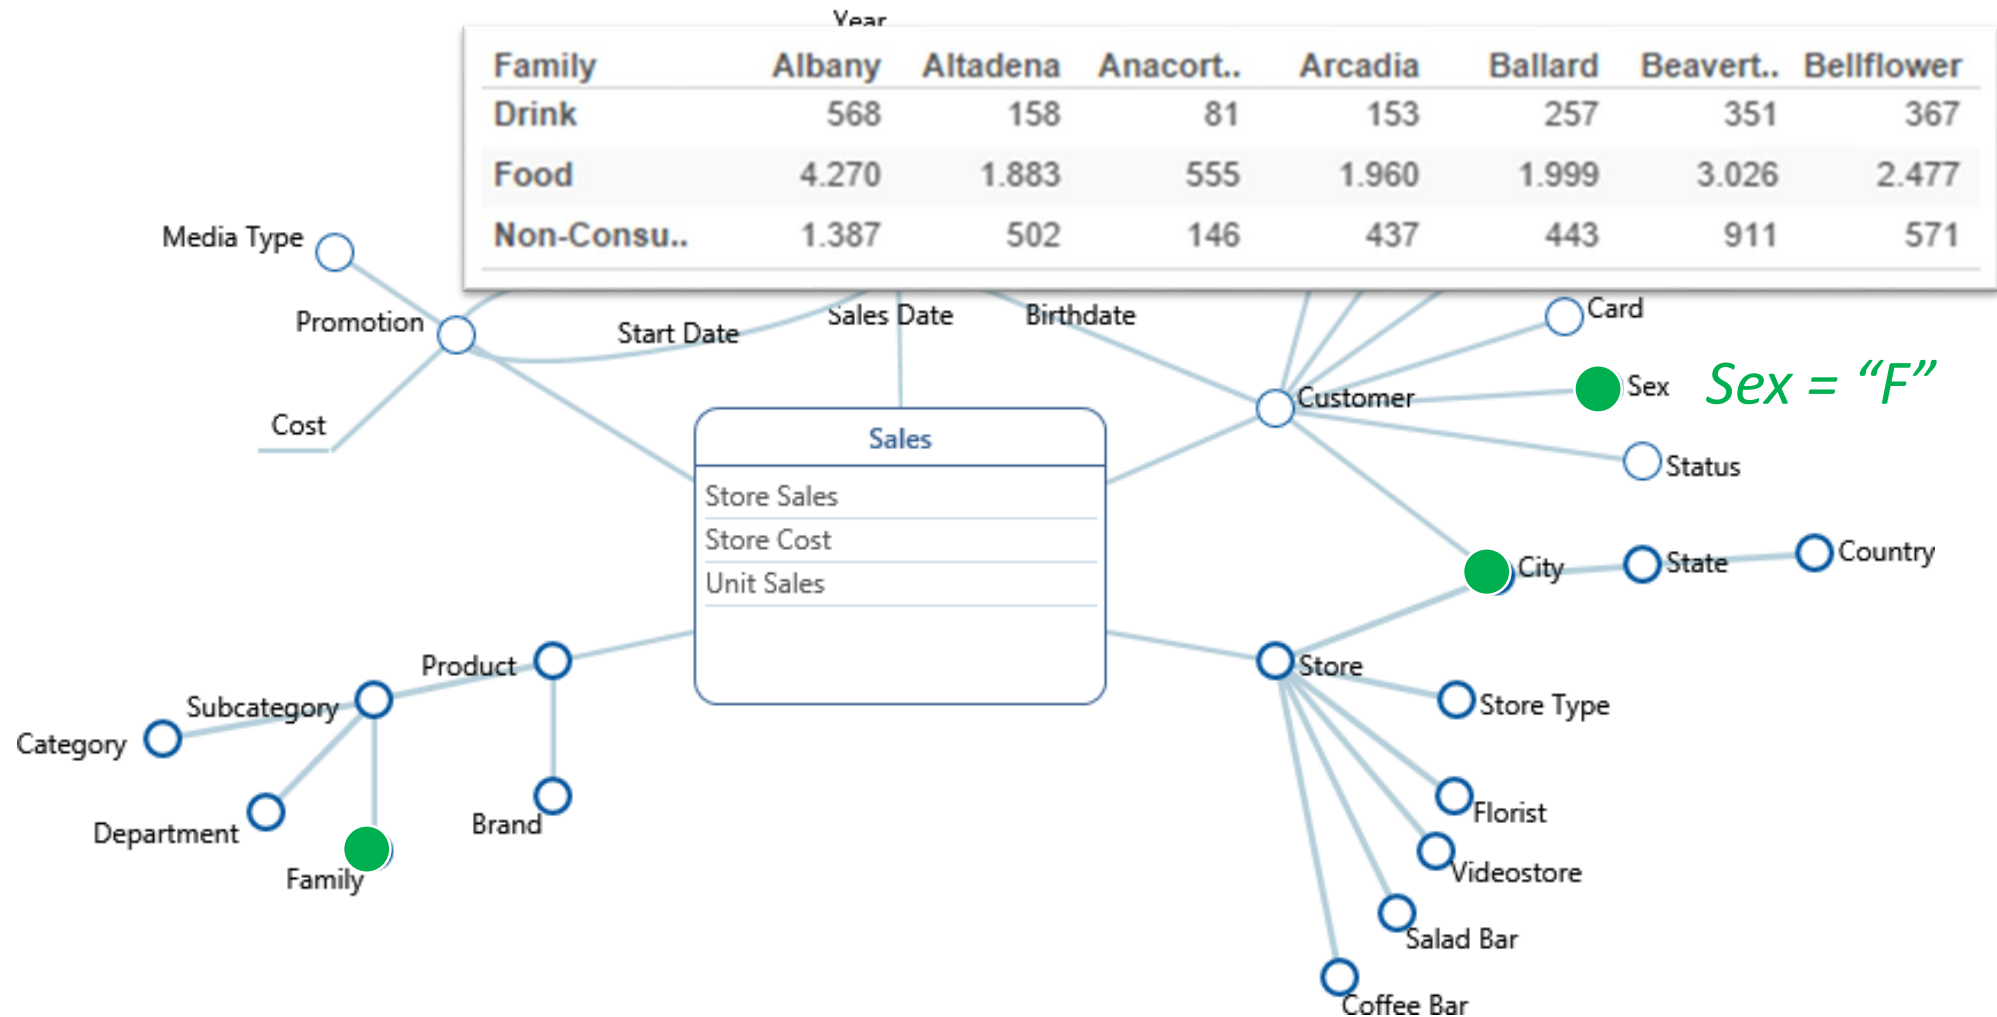 Year
Family Albany Altadena Anacort.. Arcadia Ballard Beavert.. Bellflower
Drink 568 158 81 153 257 351 367
Food 4.270 1.883 555 1.960 1.999 3.026 2.477
Non-Consu.. 1.387 502 146 437 443 911 571
Media Type
Promotion
Start Date
Sales Date
Birthdate
Card
Customer
Sex
Sex = “F”
Cost
Sales
Status
Store Sales
Store Cost
Unit Sales
City
State
Country
Product
Store
Subcategory
Store Type
Category
Department
Brand
Florist
Family
Videostore
Salad Bar
Coffee Bar